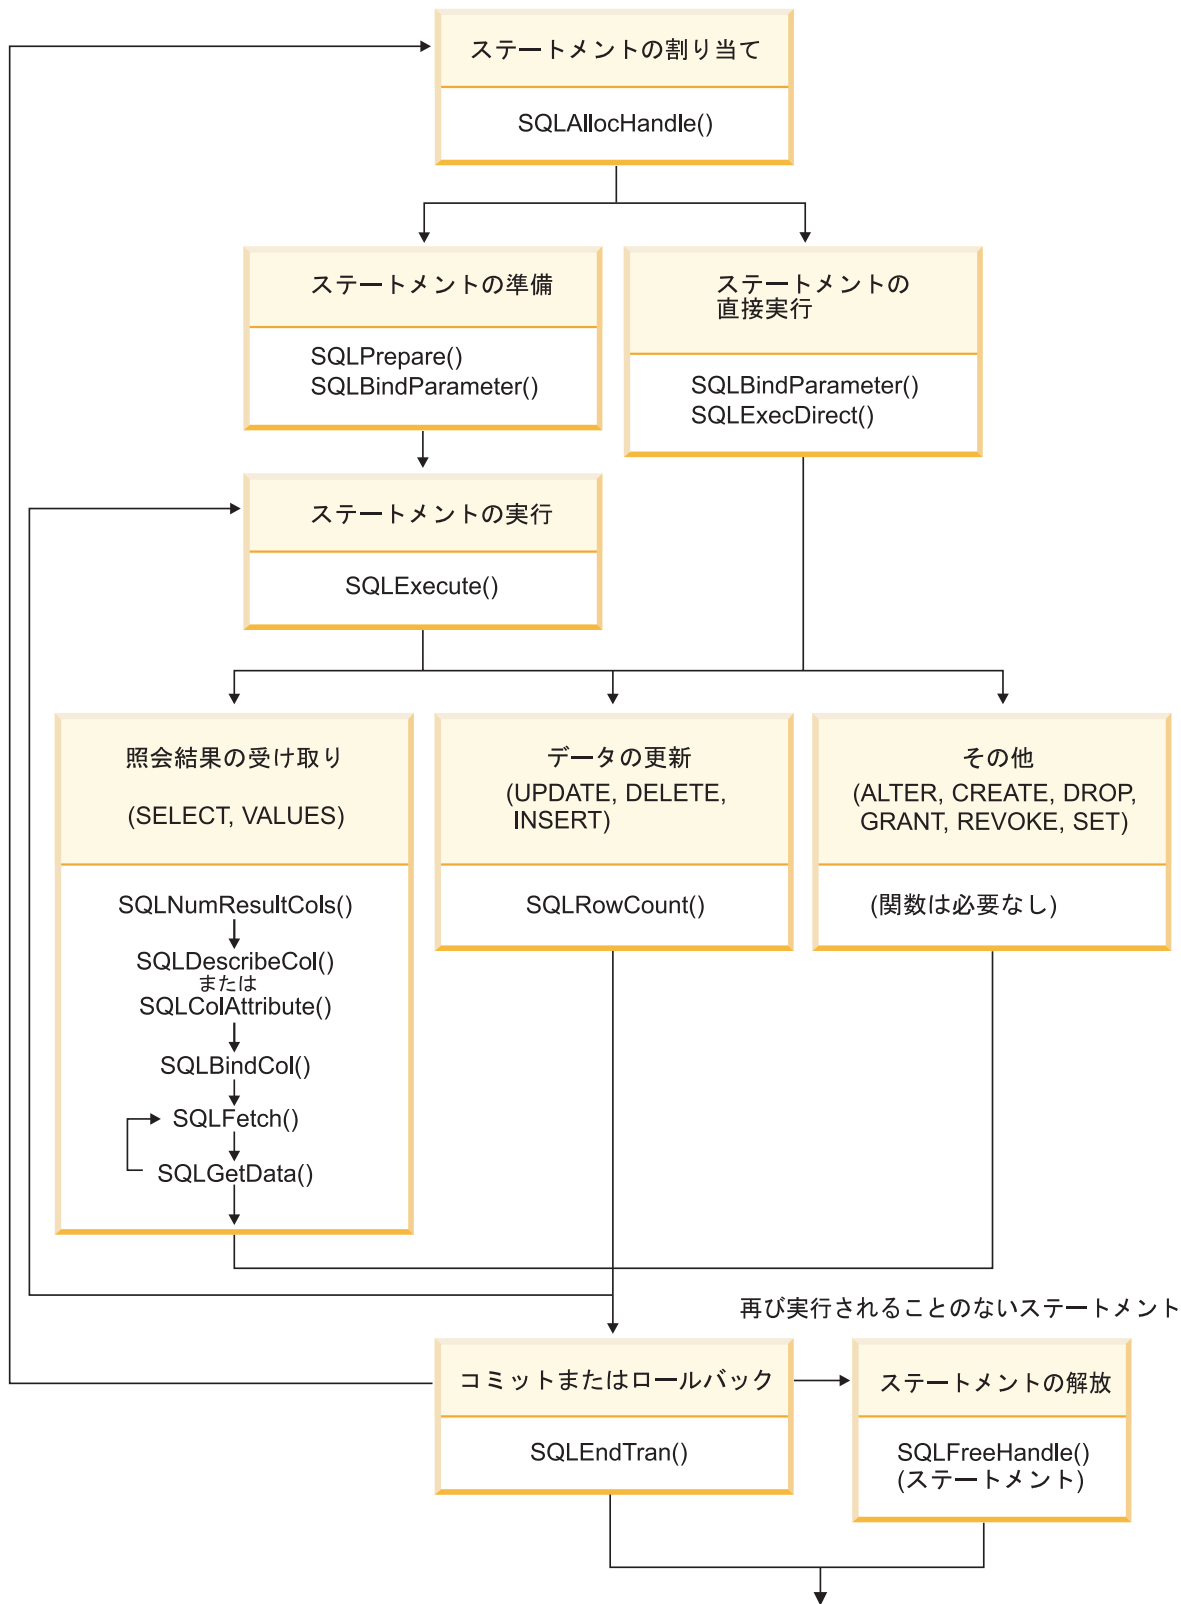 ステートメントの割り当て
SQLAllocHandle()
ステートメントの準備
SQLPrepare()
SQLBindParameter()
ステートメントの
直接実行
SQLBindParameter()
SQLExecDirect()
ステートメントの実行
SQLExecute()
照会結果の受け取り
(SELECT, VALUES)
SQLNumResultCols()
SQLDescribeCol()
または
SQLColAttribute()
SQLBindCol()
SQLFetch()
SQLGetData()
データの更新
(UPDATE, DELETE,
INSERT)
SQLRowCount()
その他
(ALTER, CREATE, DROP,
GRANT, REVOKE, SET)
(関数は必要なし)
再び実行されることのないステートメント
コミットまたはロールバック
SQLEndTran()
ステートメントの解放
SQLFreeHandle()
(ステートメント)